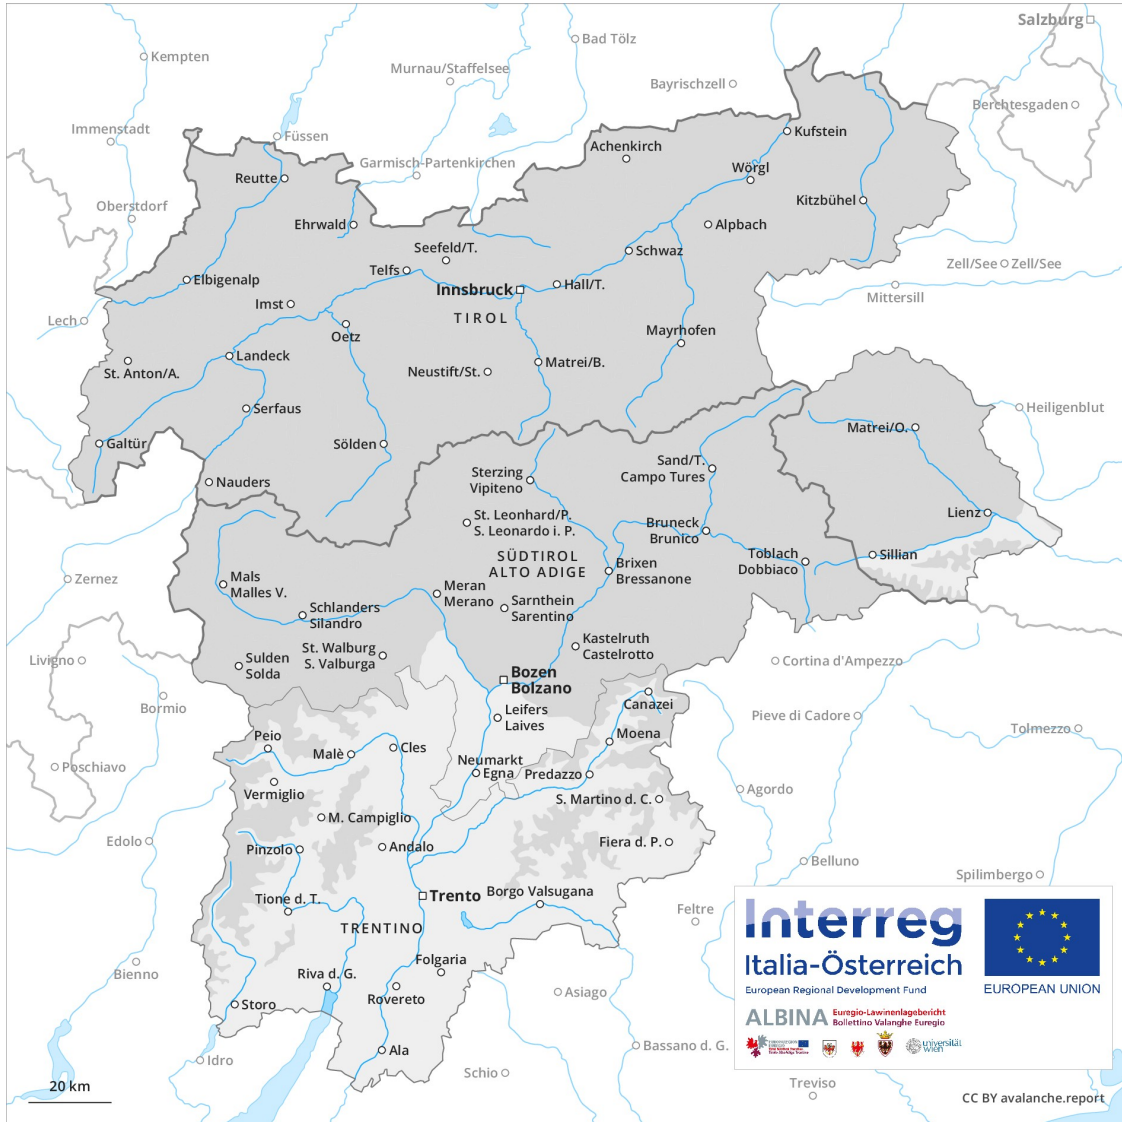 Salzburg
Bad Tölz
Kempten
Murnau/Staffelsee
Bayrischzell
Berchtesgaden
Immenstadt
Füssen
Kufstein
Achenkirch
Garmisch-Partenkirchen
Wörgl
Reutte
Kitzbühel
Oberstdorf
Ehrwald
Alpbach
Seefeld/T.
Schwaz
Telfs
Zell/See
Zell/See
Elbigenalp
Innsbruck
Hall/T.
Mittersill
Imst
TIROL
Lech
Oetz
Mayrhofen
Landeck
Matrei/B.
St. Anton/A.
Neustift/St.
Serfaus
Heiligenblut
Matrei/O.
Galtür
Sölden
Sand/T.
Campo Tures
Sterzing
Vipiteno
Nauders
St. Leonhard/P.
S. Leonardo i. P.
Bruneck
Brunico
Lienz
SÜDTIROL
ALTO ADIGE
Toblach
Dobbiaco
Sillian
Brixen
Bressanone
Zernez
Mals
Malles V.
Meran
Merano
Sarnthein
Sarentino
Schlanders
Silandro
Kastelruth
Castelrotto
St. Walburg
S. Valburga
Livigno
Sulden
Solda
Cortina d'Ampezzo
Bozen
Bolzano
Bormio
Canazei
Leifers
Laives
Pieve di Cadore
Tolmezzo
Peio
Moena
Malè
Cles
Neumarkt
Egna
Predazzo
Poschiavo
Vermiglio
S. Martino d. C.
Agordo
M. Campiglio
Edolo
Pinzolo
Andalo
Fiera d. P.
Belluno
Spilimbergo
Trento
Borgo Valsugana
Tione d. T.
Feltre
TRENTINO
Folgaria
Bienno
Riva d. G.
Rovereto
Asiago
Storo
Ala
Idro
Bassano d. G.
Schio
Treviso
20 km
Interreg
Italia-Österreich
European Regional Development Fund
EUROPEAN UNION
ALBINA
Euregio-Lawinenlagebericht
Bollettino Valanghe Euregio
universität
wien
CC BY avalanche.report